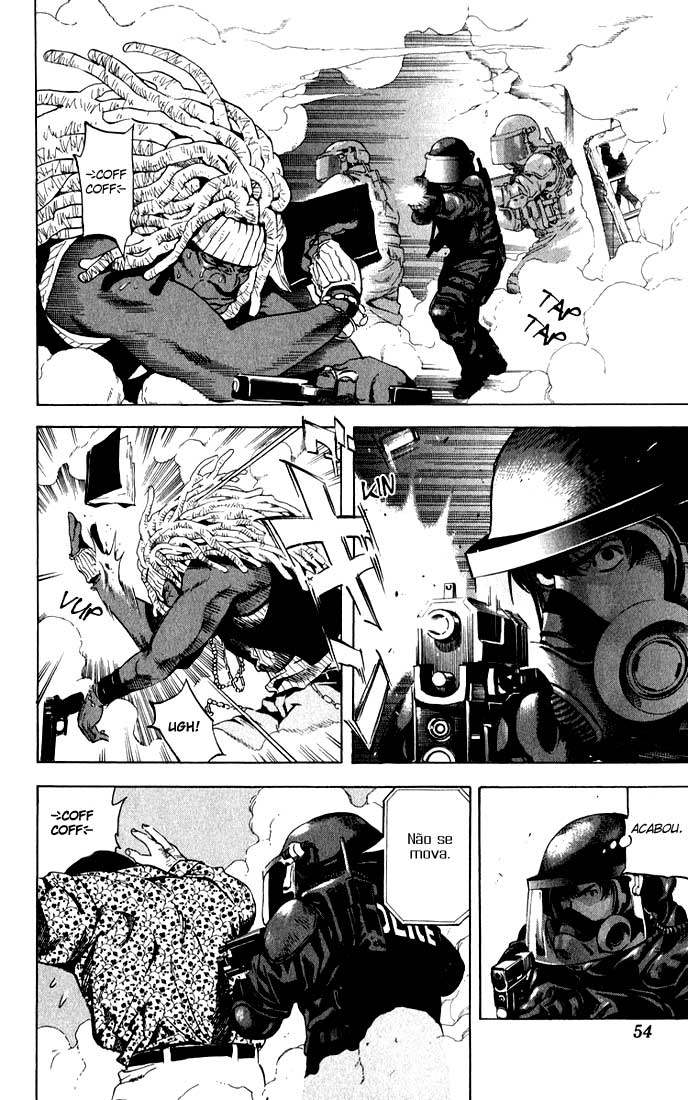 →COFF
COFF←
TAP
TAP
KIN
VUP
UGH!
ACABOU.
Não se
mova.
→COFF
COFF←
POLICE
54